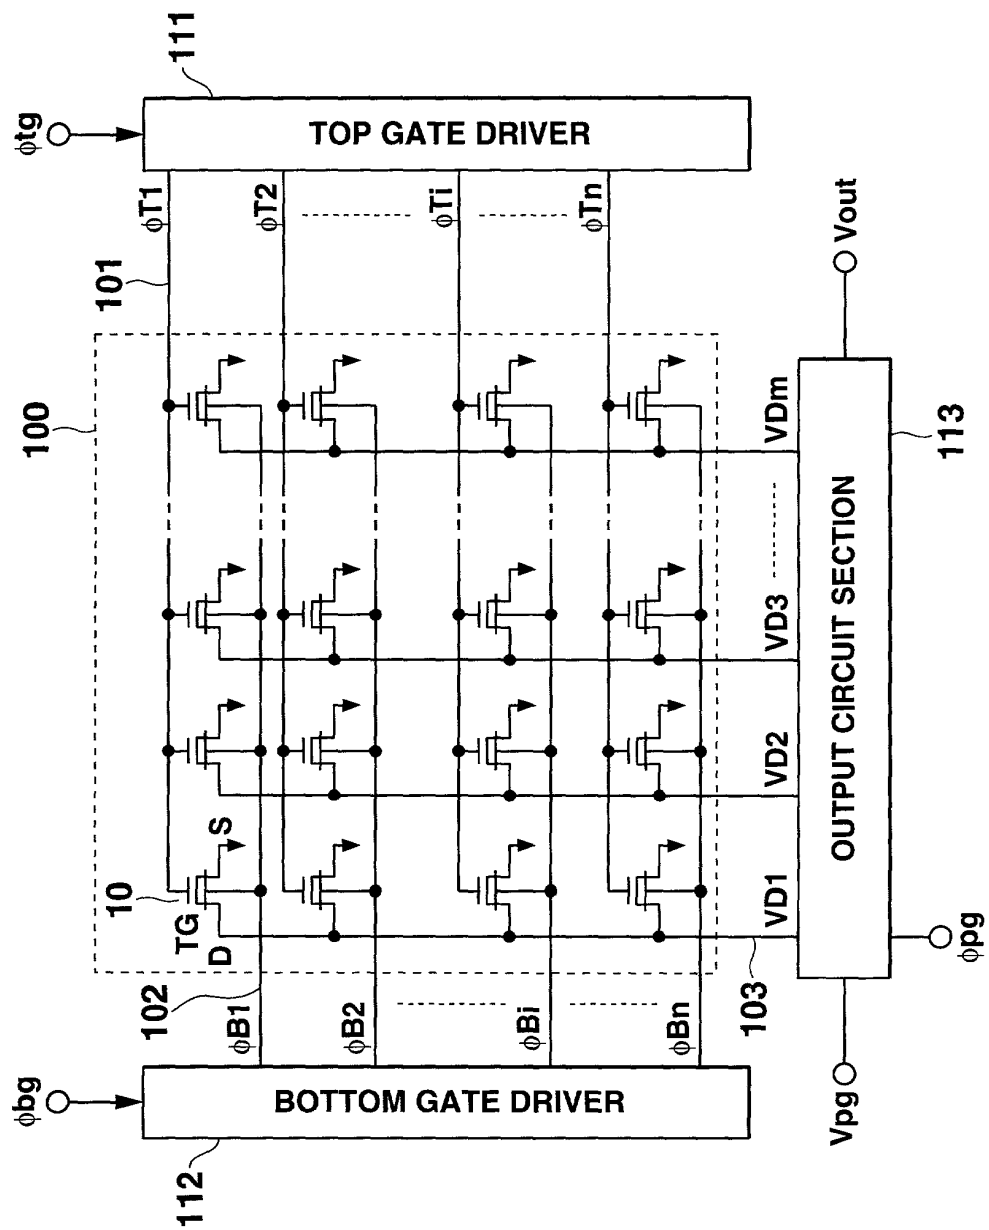 φtg
111
TOP GATE DRIVER
φT1
φT2
φTi
φTn
101
100
10
TG
D
S
102
φB1
φB2
φBi
φBn
φbg
BOTTOM GATE DRIVER
112
VD1
VD2
VD3
VDm
103
OUTPUT CIRCUIT SECTION
113
Vout
Vpg
φpg